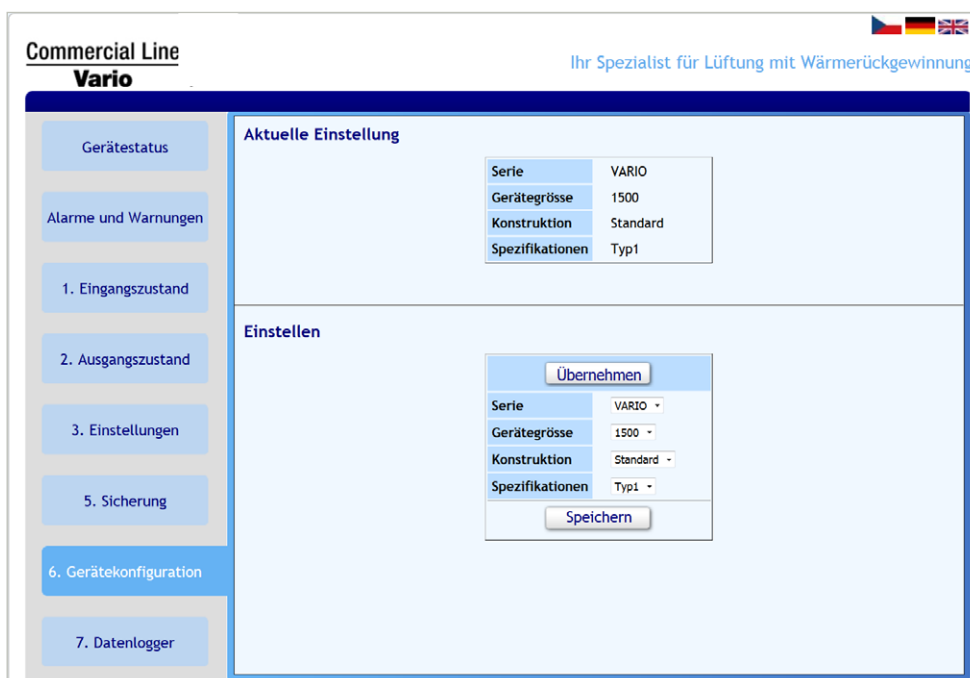 Commercial Line
Vario
Ihr Spezialist für Lüftung mit Wärmerückgewinnung
Gerätestatus
Alarme und Warnungen
1. Eingangszustand
2. Ausgangszustand
3. Einstellungen
5. Sicherung
6. Gerätekonfiguration
7. Datenlogger
Aktuelle Einstellung
Serie VARIO
Gerätegrösse 1500
Konstruktion Standard
Spezifikationen Typ1
Einstellen
Übernehmen
Serie VARIO
Gerätegrösse 1500
Konstruktion Standard
Spezifikationen Typ1
Speichern